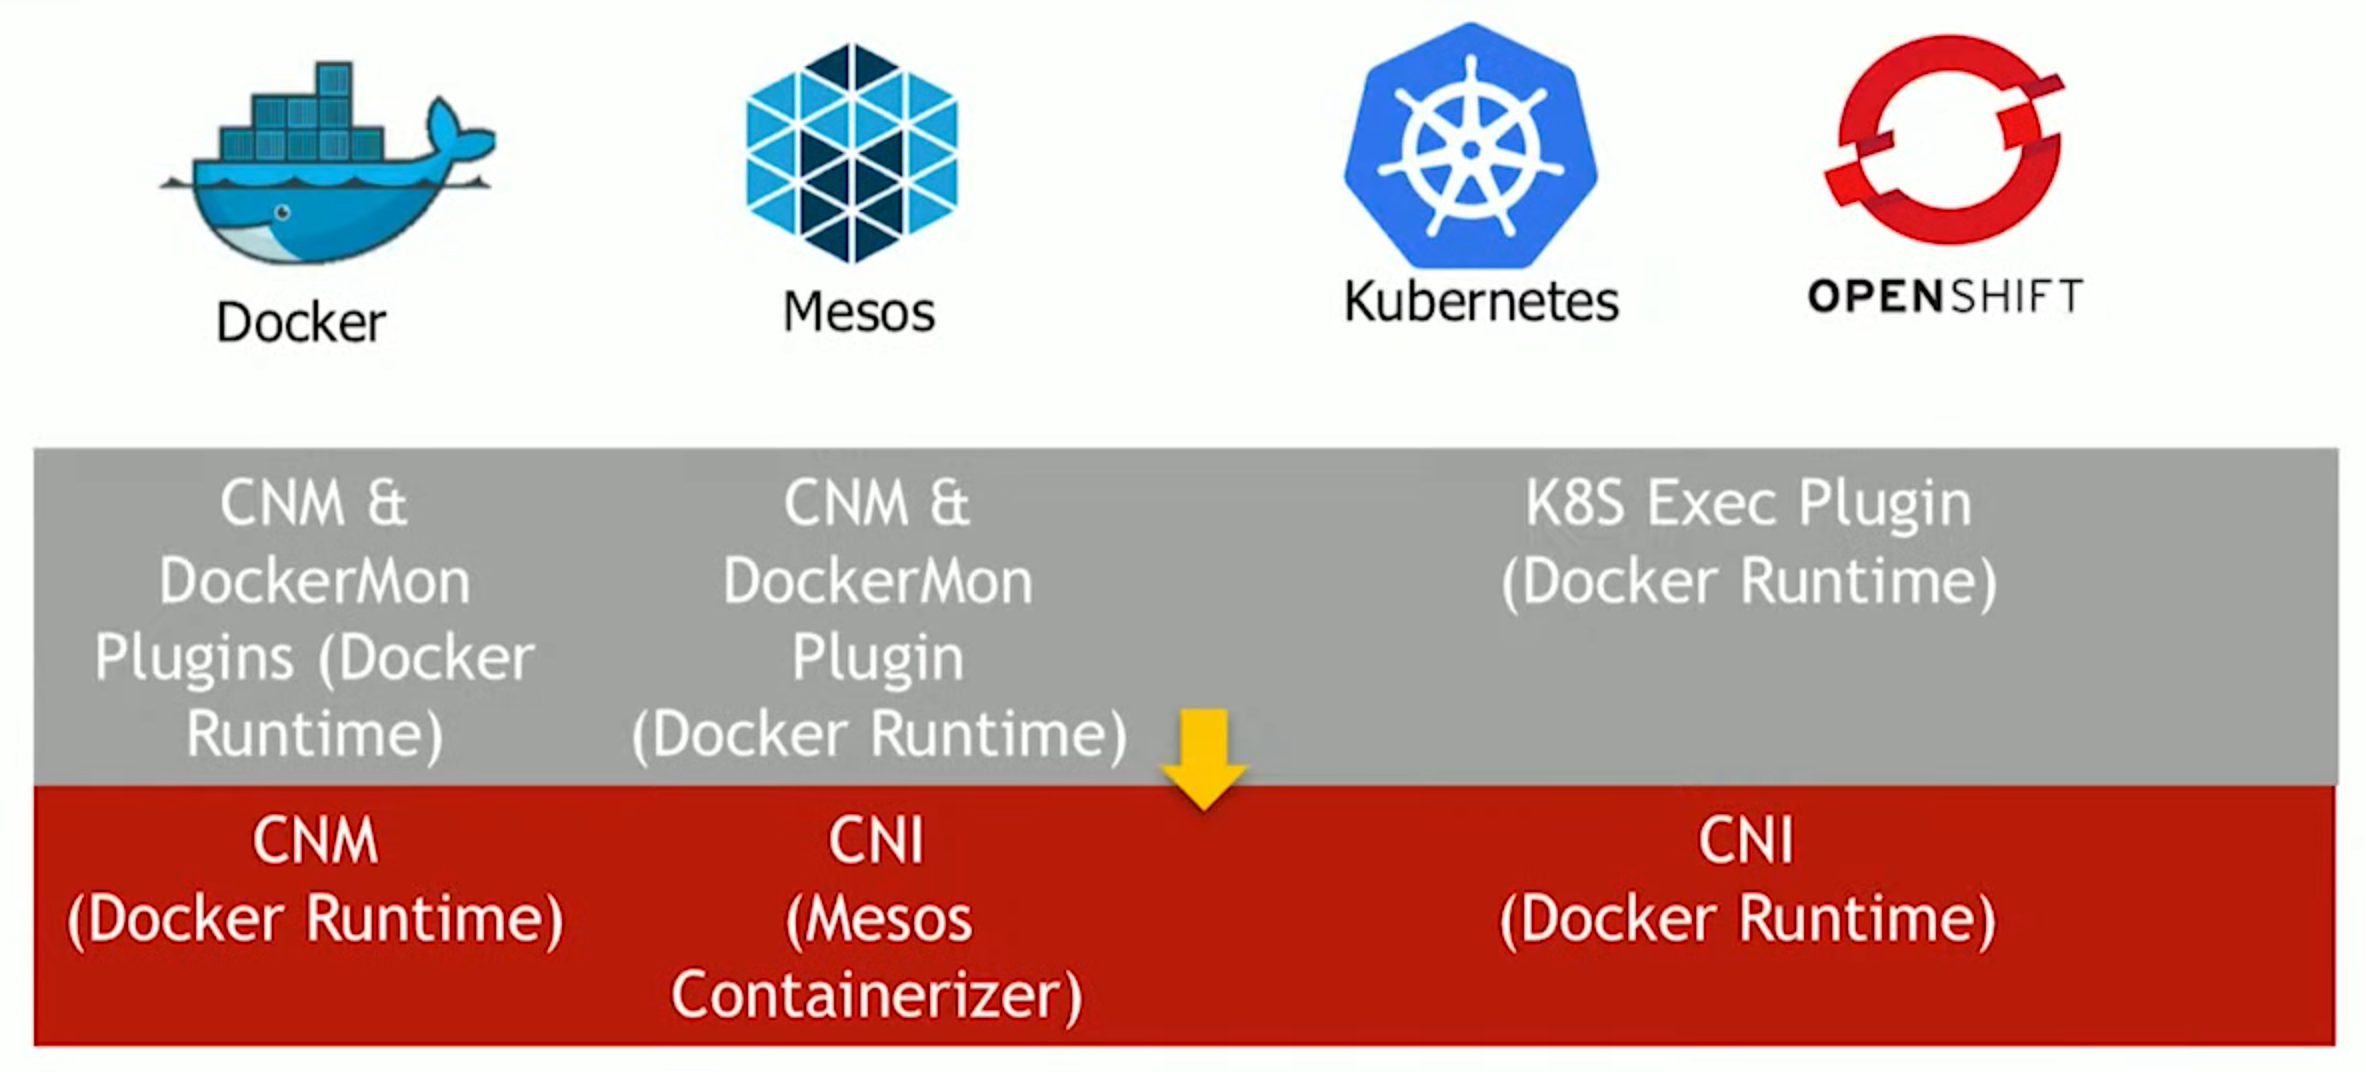 Docker
Mesos
Kubernetes
OPENSHIFT
CNM &
DockerMon
Plugins (Docker
Runtime)
CNM &
DockerMon
Plugin
(Docker Runtime)
K8S Exec Plugin
(Docker Runtime)
CNM
(Docker Runtime)
CNI
(Mesos
Containerizer)
CNI
(Docker Runtime)